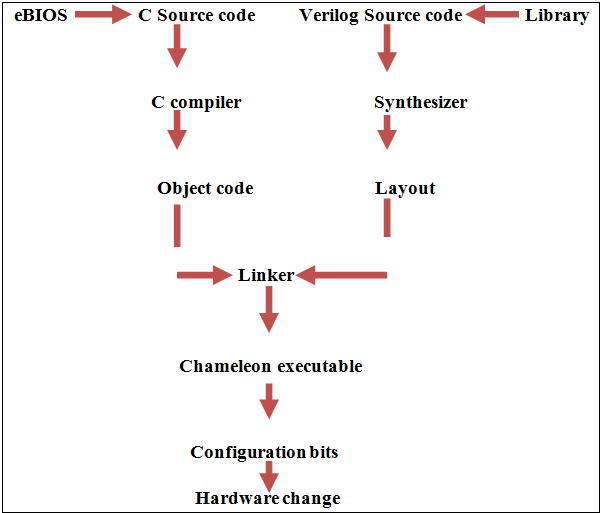 eBIOS C Source code Verilog Source code Library
C compiler Synthesizer
Object code Layout
Linker
Chameleon executable
Configuration bits
Hardware change